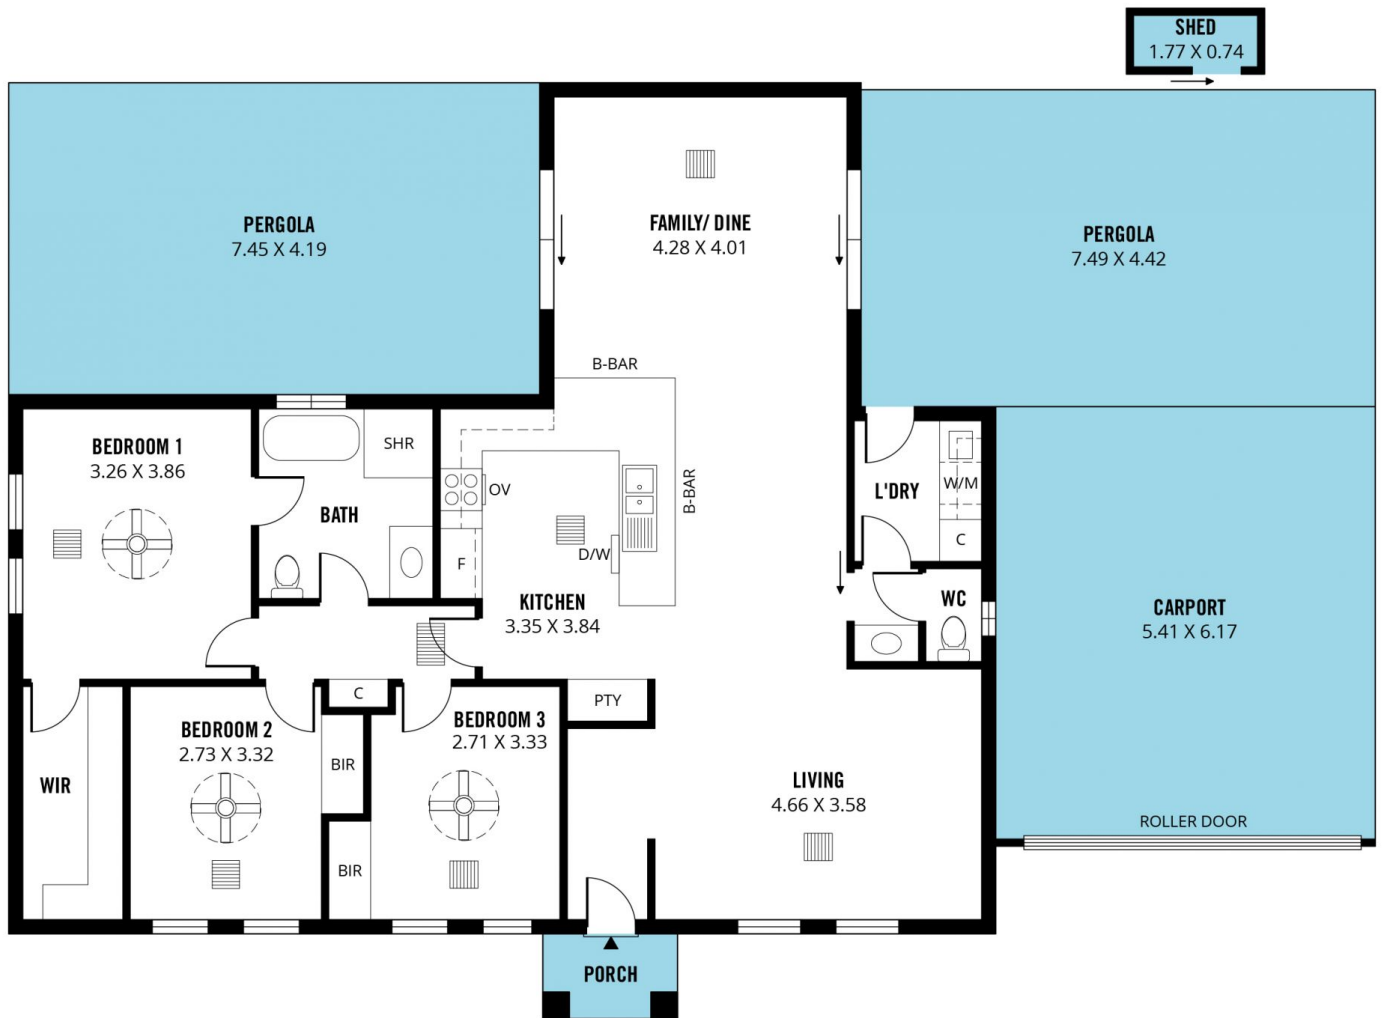 SHED
1.77 X 0.74
PERGOLA
7.45 X 4.19
FAMILY/ DINE
4.28 X 4.01
PERGOLA
7.49 X 4.42
B-BAR
BEDROOM 1
3.26 X 3.86
SHR
BATH
OV
B-BAR
L'DRY
W/M
C
D/W
F
KITCHEN
3.35 X 3.84
WC
CARPORT
5.41 X 6.17
C
PTY
BEDROOM 2
2.73 X 3.32
BEDROOM 3
2.71 X 3.33
BIR
WIR
LIVING
4.66 X 3.58
ROLLER DOOR
BIR
PORCH